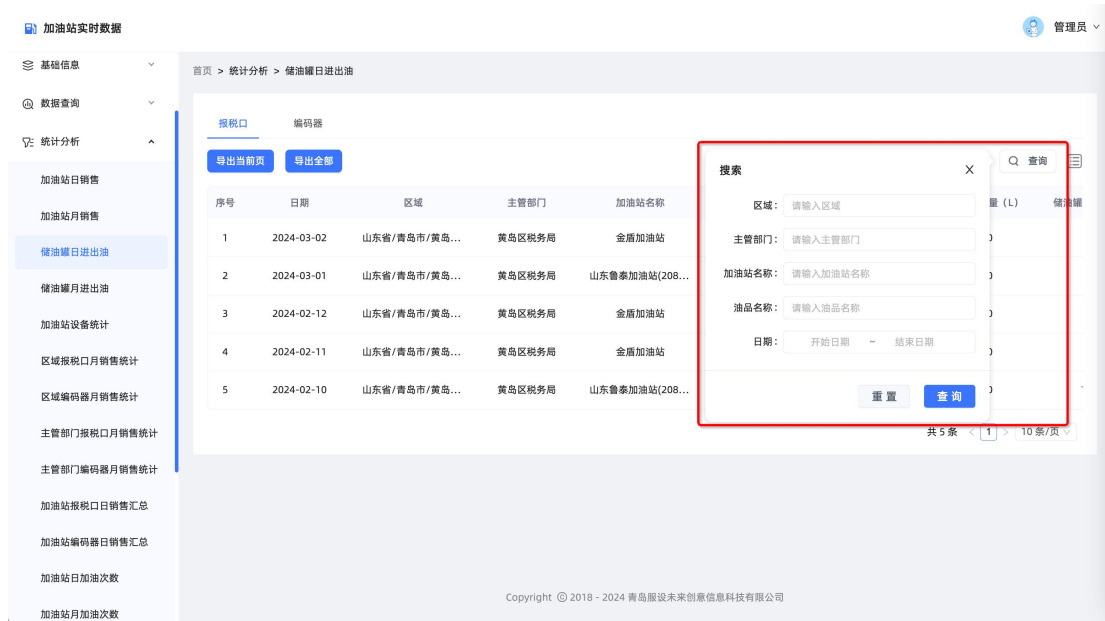 加油站实时数据
管理员
基础信息
数据查询
统计分析
加油站日销售
加油站月销售
储油罐日进出油
储油罐月进出油
加油站设备统计
区域报税口月销售统计
区域编码器月销售统计
主管部门报税口月销售统计
主管部门编码器月销售统计
加油站报税口日销售汇总
加油站编码器日销售汇总
加油站日加油次数
加油站月加油次数
首页 > 统计分析 > 储油罐日进出油
报税口 编码器
导出当前页 导出全部 查询
序号 日期 区域 主管部门 加油站名称 量（L） 储油罐
1 2024-03-02 山东省/青岛市/黄岛... 黄岛区税务局 金盾加油站
2 2024-03-01 山东省/青岛市/黄岛... 黄岛区税务局 山东鲁泰加油站(208...
3 2024-02-12 山东省/青岛市/黄岛... 黄岛区税务局 金盾加油站
4 2024-02-11 山东省/青岛市/黄岛... 黄岛区税务局 金盾加油站
5 2024-02-10 山东省/青岛市/黄岛... 黄岛区税务局 山东鲁泰加油站(208...
搜索 X
区域： 请输入区域
主管部门： 请输入主管部门
加油站名称： 请输入加油站名称
油品名称： 请输入油品名称
日期： 开始日期 ~ 结束日期
重置 查询
共 5 条 < 1 > 10 条/页
Copyright © 2018 - 2024 青岛服设未来创意信息科技有限公司